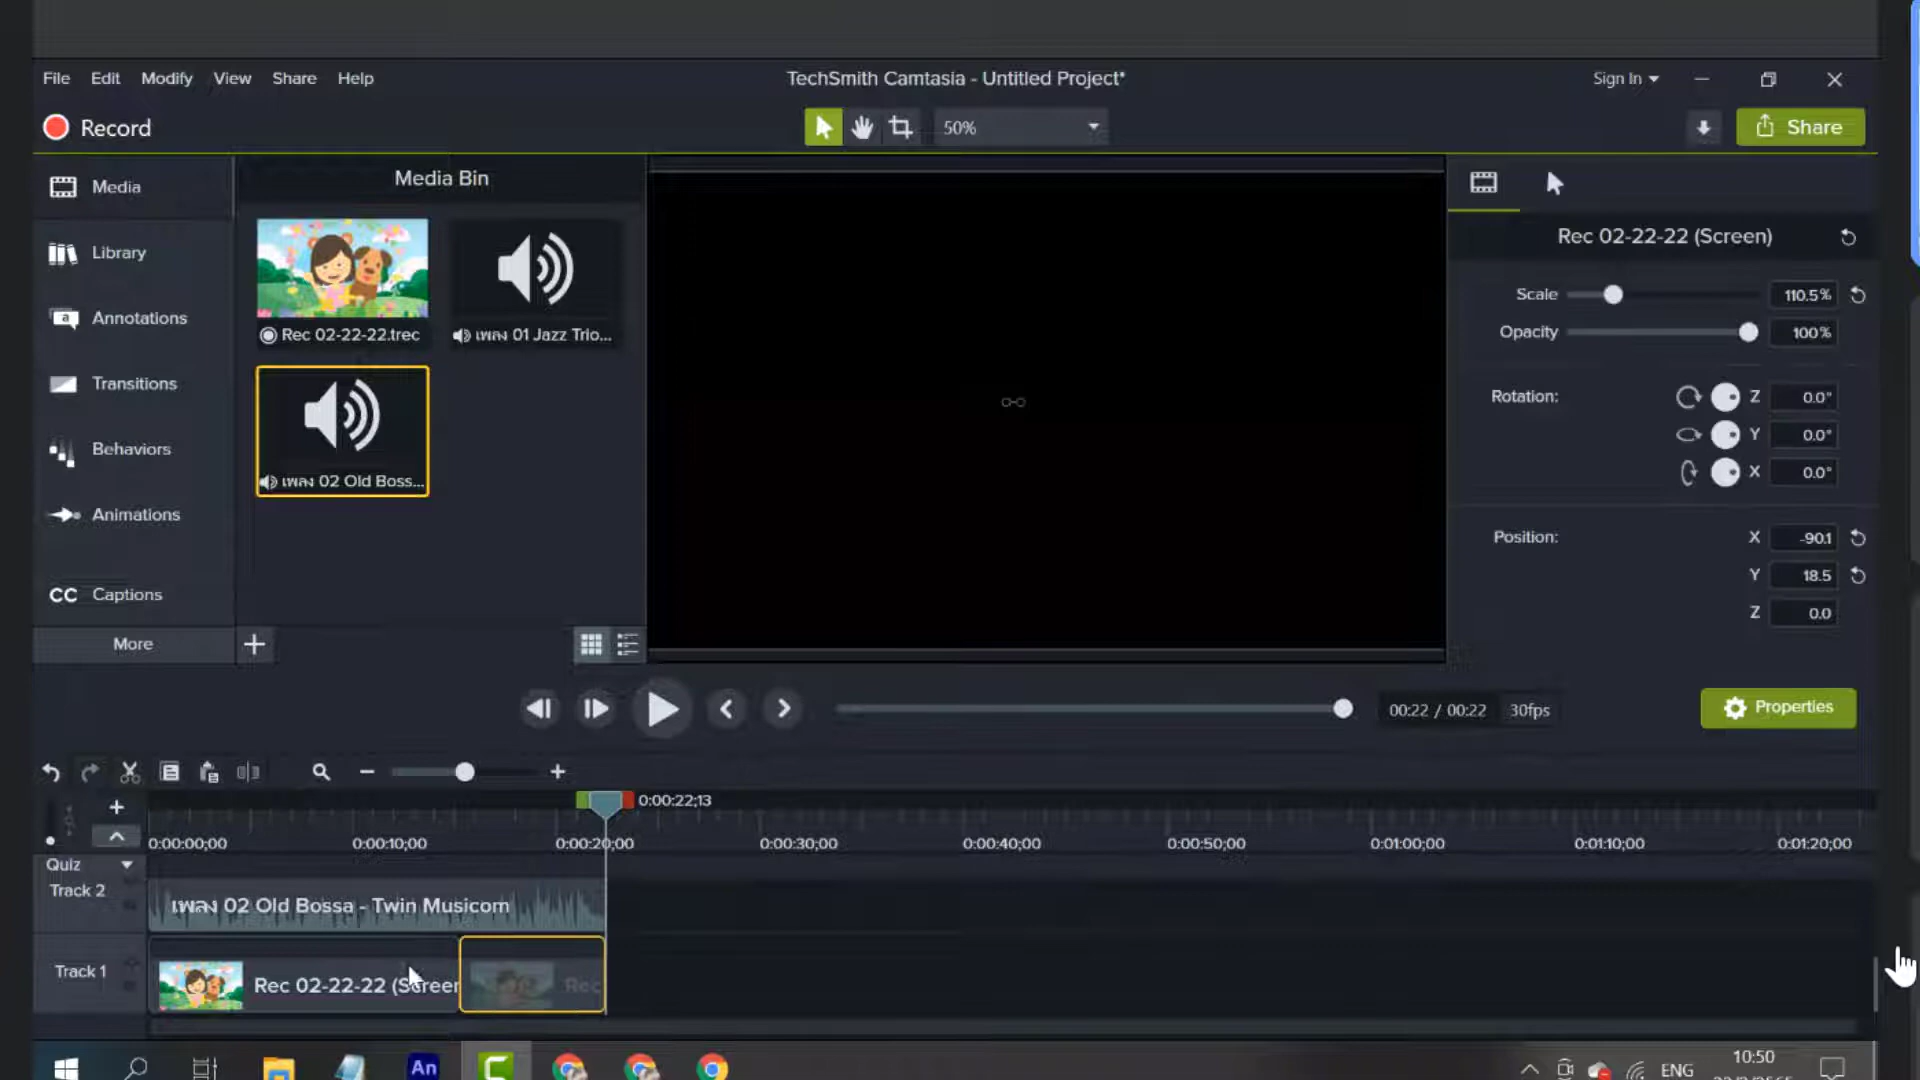 File Edit Modify View Share Help
TechSmith Camtasia - Untitled Project*
Sign In
Record
50%
Share
Media
Library
Annotations
Transitions
Behaviors
Animations
CC Captions
More
Media Bin
Rec 02-22-22.trec
เพลง 01 Jazz Trio...
เพลง 02 Old Boss...
Rec 02-22-22 (Screen)
Scale 110.5%
Opacity 100%
Rotation: Z 0.0°
Y 0.0°
X 0.0°
Position: X -90.1
Y 18.5
Z 0.0
00:22 / 00:22 30fps
Properties
0:00:22;13
0:00:00;00 0:00:10;00 0:00:20;00 0:00:30;00 0:00:40;00 0:00:50;00 0:01:00;00 0:01:10;00 0:01:20;00
Quiz
Track 2
เพลง 02 Old Bossa - Twin Musicom
Track 1
Rec 02-22-22 (Screen
Rec
An
ENG
10:50